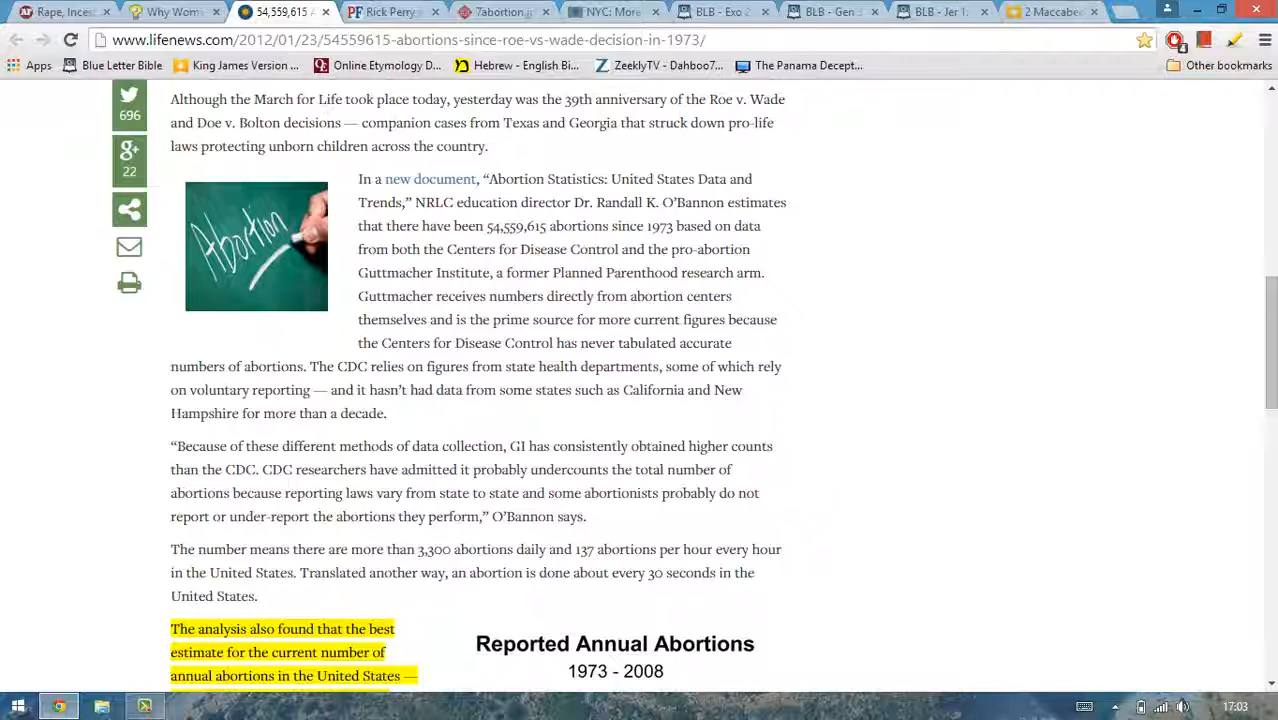 Rape, Incest
Why Wom
54,559,615 A
Rick Perry
7abortion.j
NYC: More
BLB - Exo 2
BLB - Gen 3
BLB - Jer 1
2 Maccabe
www.lifenews.com/2012/01/23/54559615-abortions-since-roe-vs-wade-decision-in-1973/
4
Apps
Blue Letter Bible
King James Version ...
Online Etymology D...
Hebrew - English Bi...
ZeeklyTV - Dahboo7...
The Panama Decept...
Other bookmarks
696
g+
22
Although the March for Life took place today, yesterday was the 39th anniversary of the Roe v. Wade
and Doe v. Bolton decisions — companion cases from Texas and Georgia that struck down pro-life
laws protecting unborn children across the country.
Abortion
In a new document, “Abortion Statistics: United States Data and
Trends,” NRLC education director Dr. Randall K. O’Bannon estimates
that there have been 54,559,615 abortions since 1973 based on data
from both the Centers for Disease Control and the pro-abortion
Guttmacher Institute, a former Planned Parenthood research arm.
Guttmacher receives numbers directly from abortion centers
themselves and is the prime source for more current figures because
the Centers for Disease Control has never tabulated accurate
numbers of abortions. The CDC relies on figures from state health departments, some of which rely
on voluntary reporting — and it hasn’t had data from some states such as California and New
Hampshire for more than a decade.
“Because of these different methods of data collection, GI has consistently obtained higher counts
than the CDC. CDC researchers have admitted it probably undercounts the total number of
abortions because reporting laws vary from state to state and some abortionists probably do not
report or under-report the abortions they perform,” O’Bannon says.
The number means there are more than 3,300 abortions daily and 137 abortions per hour every hour
in the United States. Translated another way, an abortion is done about every 30 seconds in the
United States.
The analysis also found that the best
estimate for the current number of
annual abortions in the United States —
Reported Annual Abortions
1973 - 2008
17:03